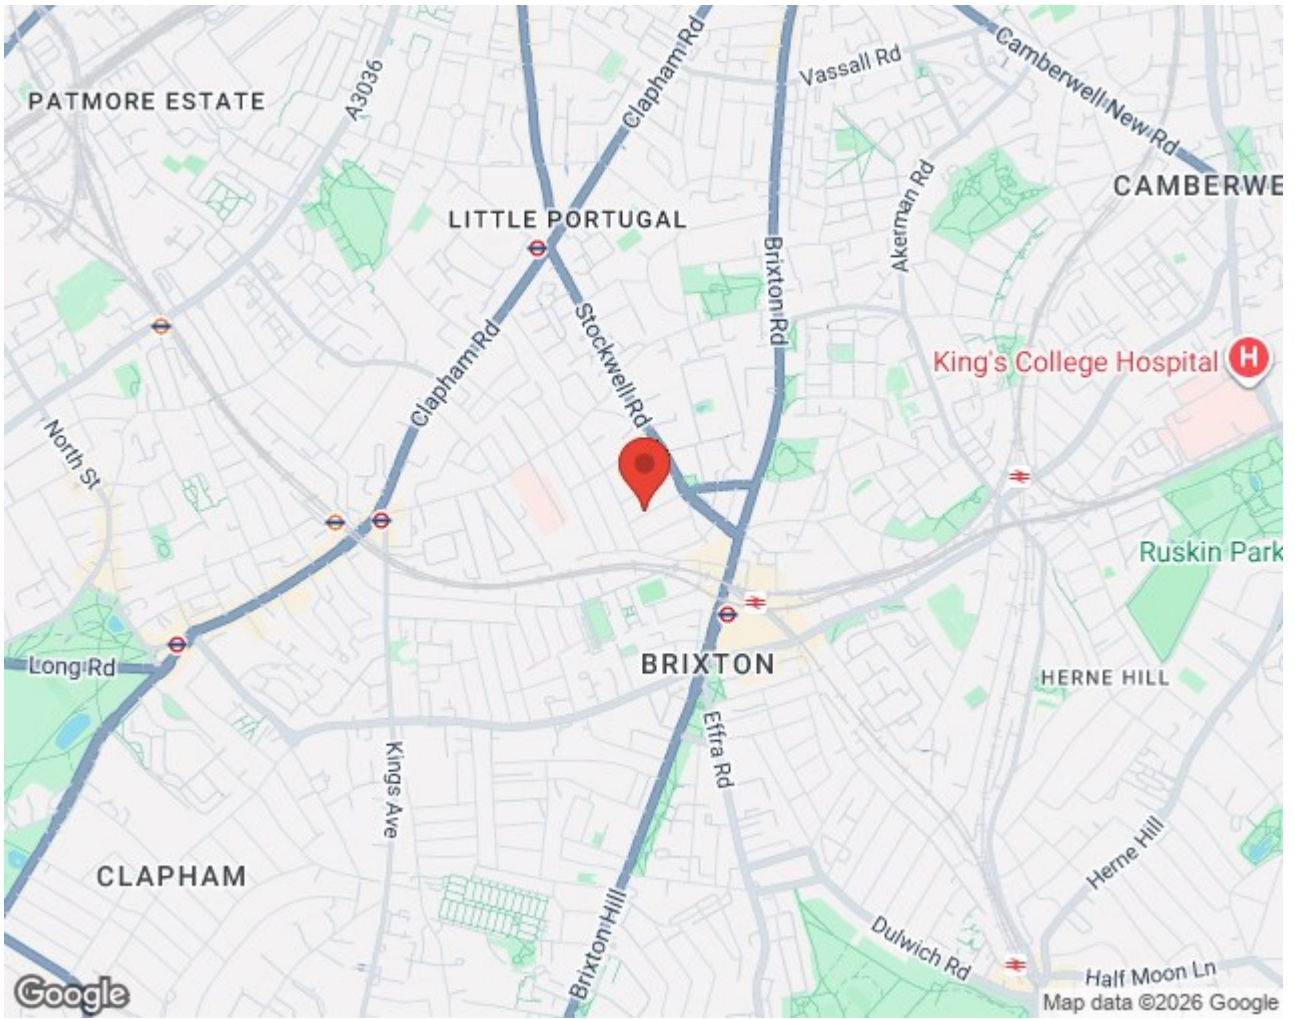 Camberwell New Rd
Clapham Rd
Vassall Rd
A3036
PATMORE ESTATE
CAMBERWE
Akerman Rd
LITTLE PORTUGAL
Brixton Rd
Stockwell Rd
Clapham Rd
King's College Hospital
H
North St
Ruskin Park
Long Rd
BRIXTON
HERNE HILL
Effra Rd
Kings Ave
Herne Hill
CLAPHAM
Brixton Hill
Dulwich Rd
Half Moon Ln
Google
Map data ©2026 Google